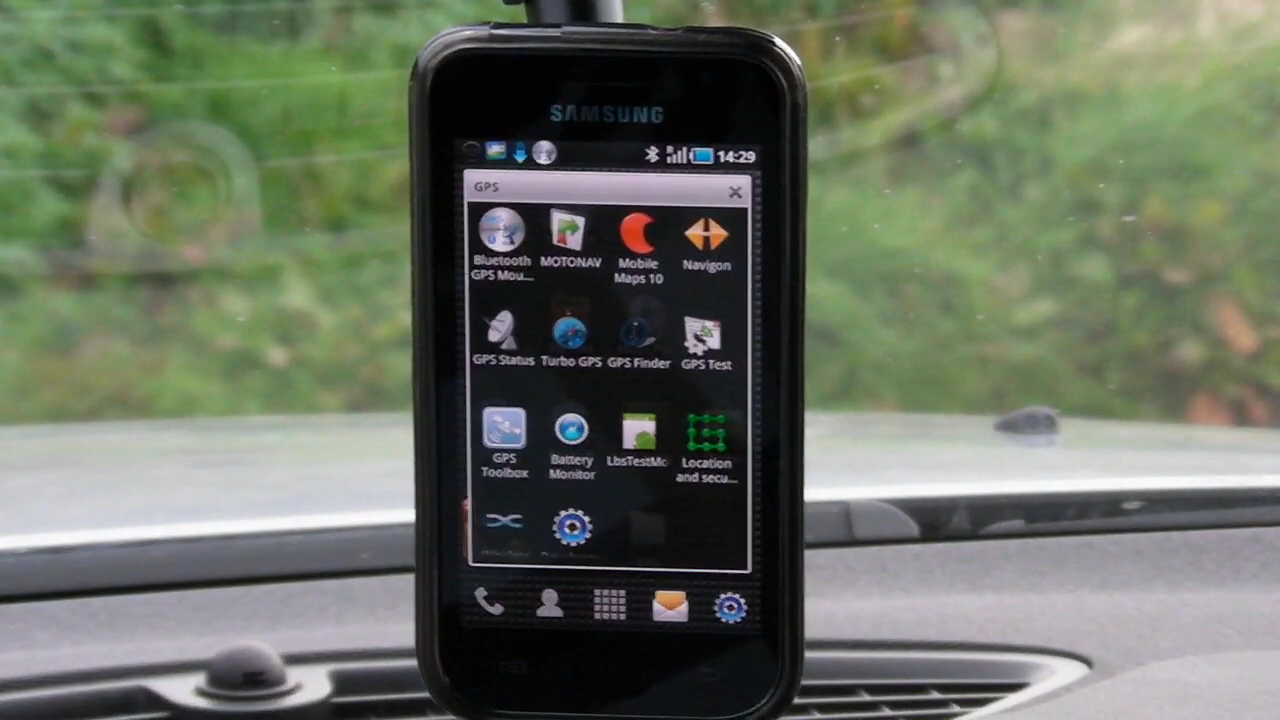 SAMSUNG
14:29
GPS
Bluetooth GPS Mou...
MOTONAV
Mobile Maps 10
Navigon
GPS Status
Turbo GPS
GPS Finder
GPS Test
GPS Toolbox
Battery Monitor
LbsTestMo
Location and secu...